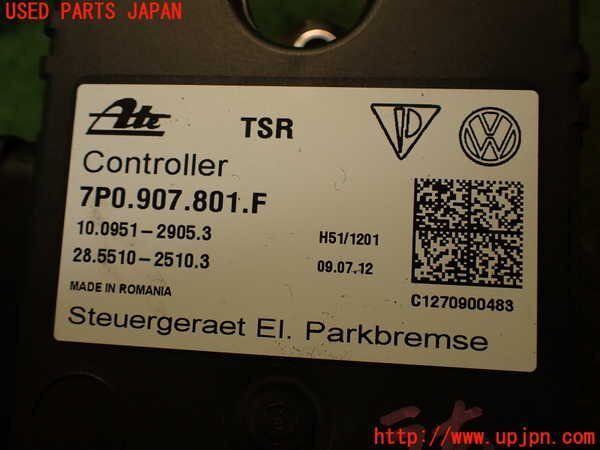 USED PARTS JAPAN
Ate TSR
Controller
7P0.907.801.F
10.0951-2905.3
28.5510-2510.3
H51/1201
09.07.12
MADE IN ROMANIA
C1270900483
Steuergeraet El. Parkbremse
http://www.upjpn.com/